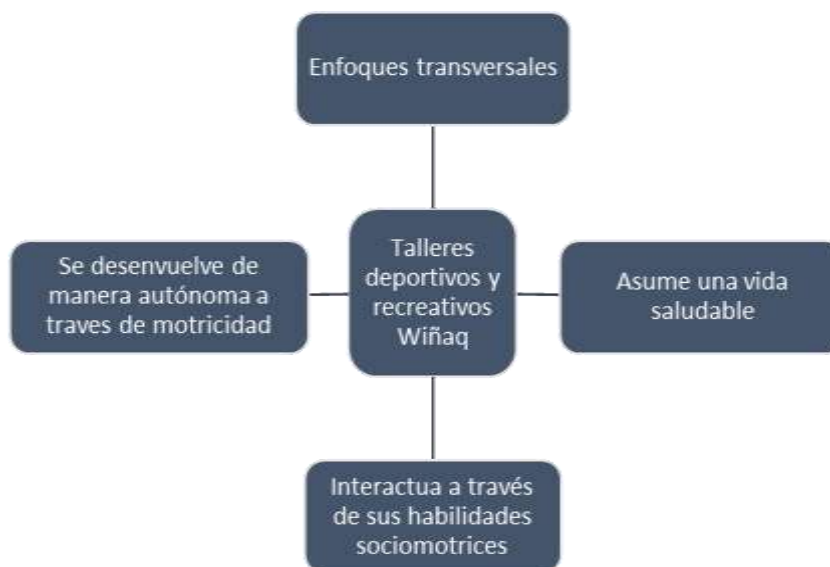 Enfoques transversales
Se desenvuelve de
manera autónoma a
traves de motricidad
Talleres
deportivos y
recreativos
Wiñaq
Asume una vida
saludable
Interactua a través
de sus habilidades
sociomotrices